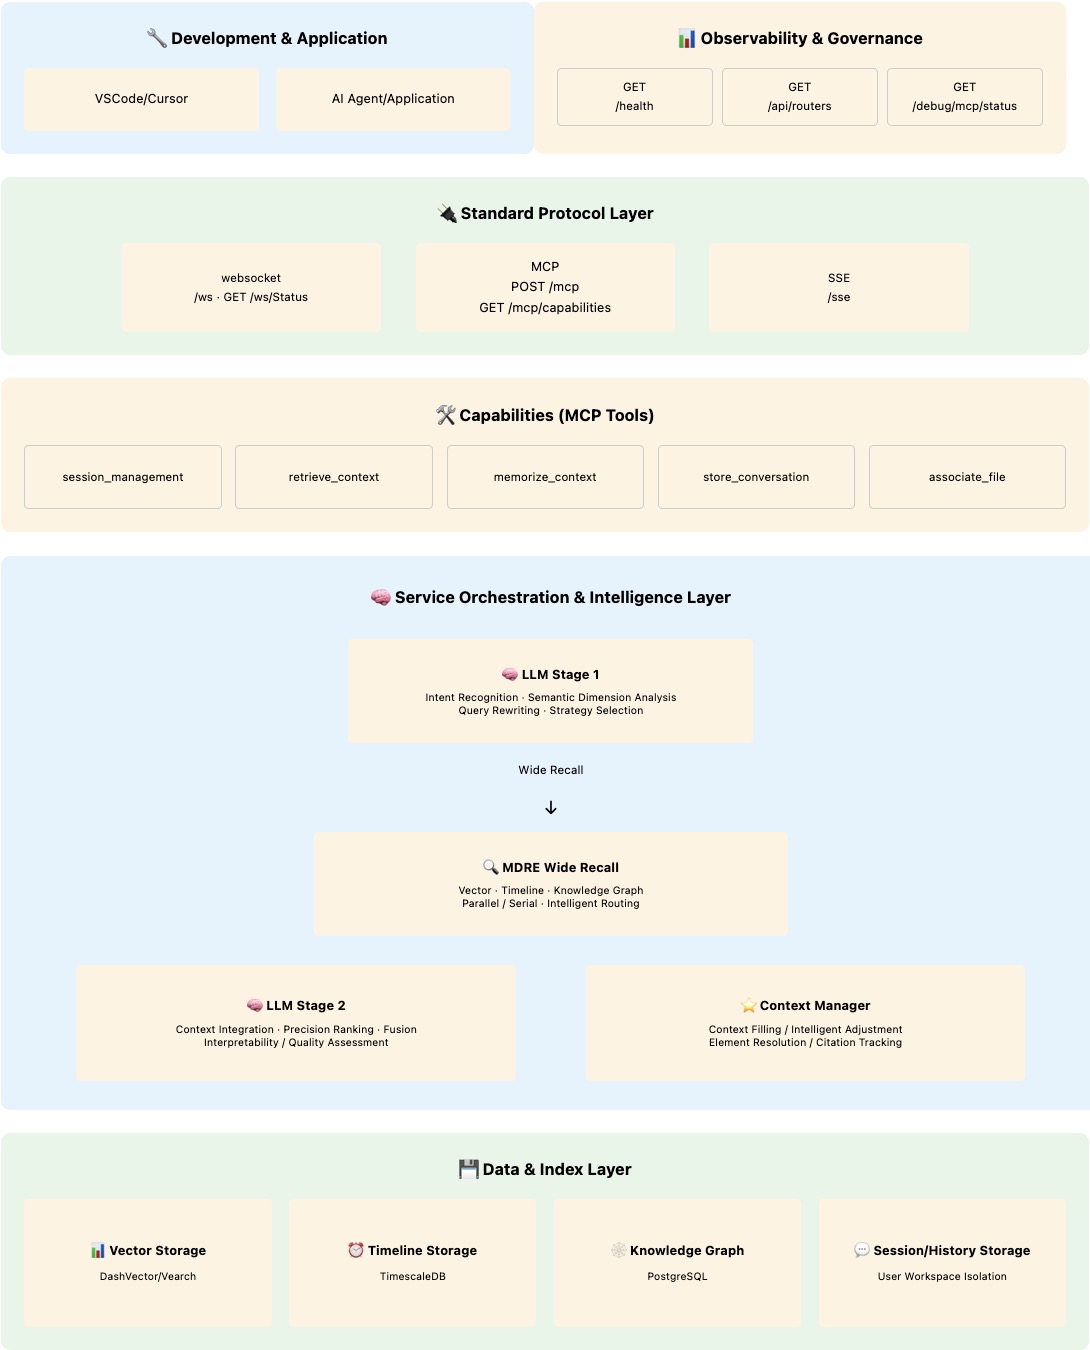 Development & Application
VSCode/Cursor
AI Agent/Application
Observability & Governance
GET
/health
GET
/api/routers
GET
/debug/mcp/status
Standard Protocol Layer
websocket
/ws · GET /ws/Status
MCP
POST /mcp
GET /mcp/capabilities
SSE
/sse
Capabilities (MCP Tools)
session_management
retrieve_context
memorize_context
store_conversation
associate_file
Service Orchestration & Intelligence Layer
LLM Stage 1
Intent Recognition · Semantic Dimension Analysis
Query Rewriting · Strategy Selection
Wide Recall
↓
MDRE Wide Recall
Vector · Timeline · Knowledge Graph
Parallel / Serial · Intelligent Routing
LLM Stage 2
Context Integration · Precision Ranking · Fusion
Interpretability / Quality Assessment
Context Manager
Context Filling / Intelligent Adjustment
Element Resolution / Citation Tracking
Data & Index Layer
Vector Storage
DashVector/Vearch
Timeline Storage
TimescaleDB
Knowledge Graph
PostgreSQL
Session/History Storage
User Workspace Isolation